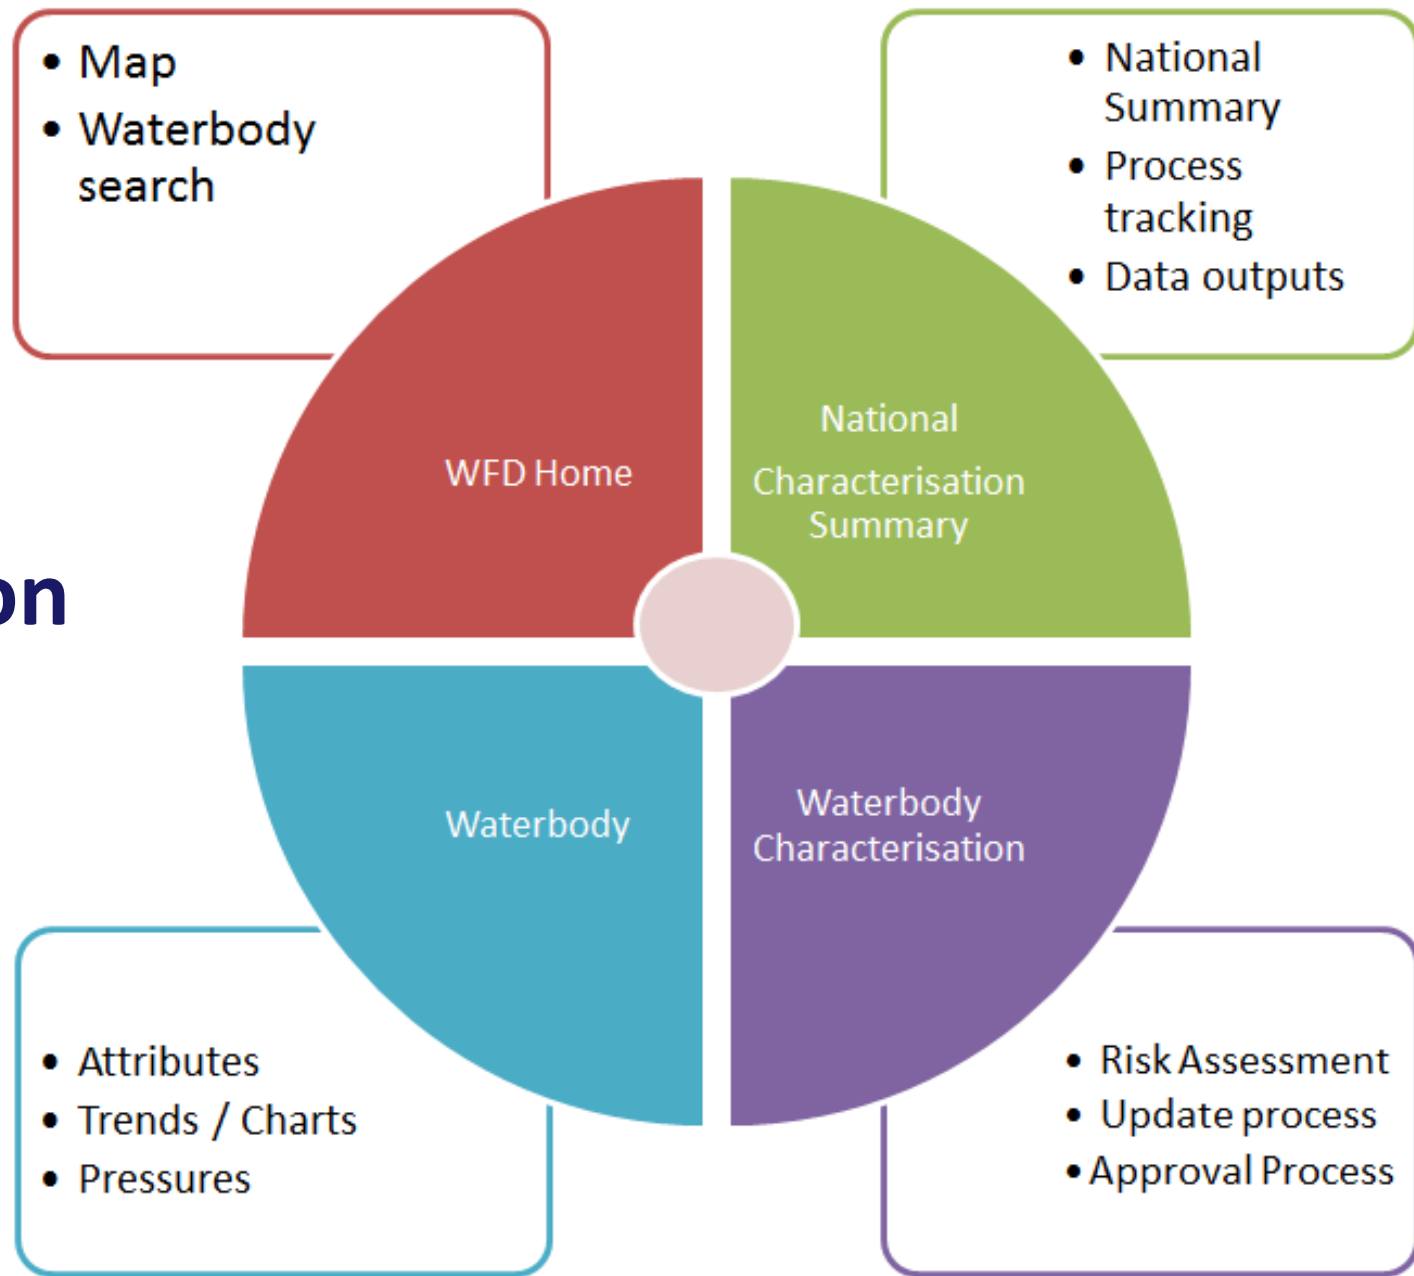 • Map
• Waterbody
search
• National
Summary
• Process
tracking
• Data outputs
WFD Home
National
Characterisation
Summary
on
Waterbody
Waterbody
Characterisation
• Attributes
• Trends / Charts
• Pressures
• Risk Assessment
• Update process
• Approval Process